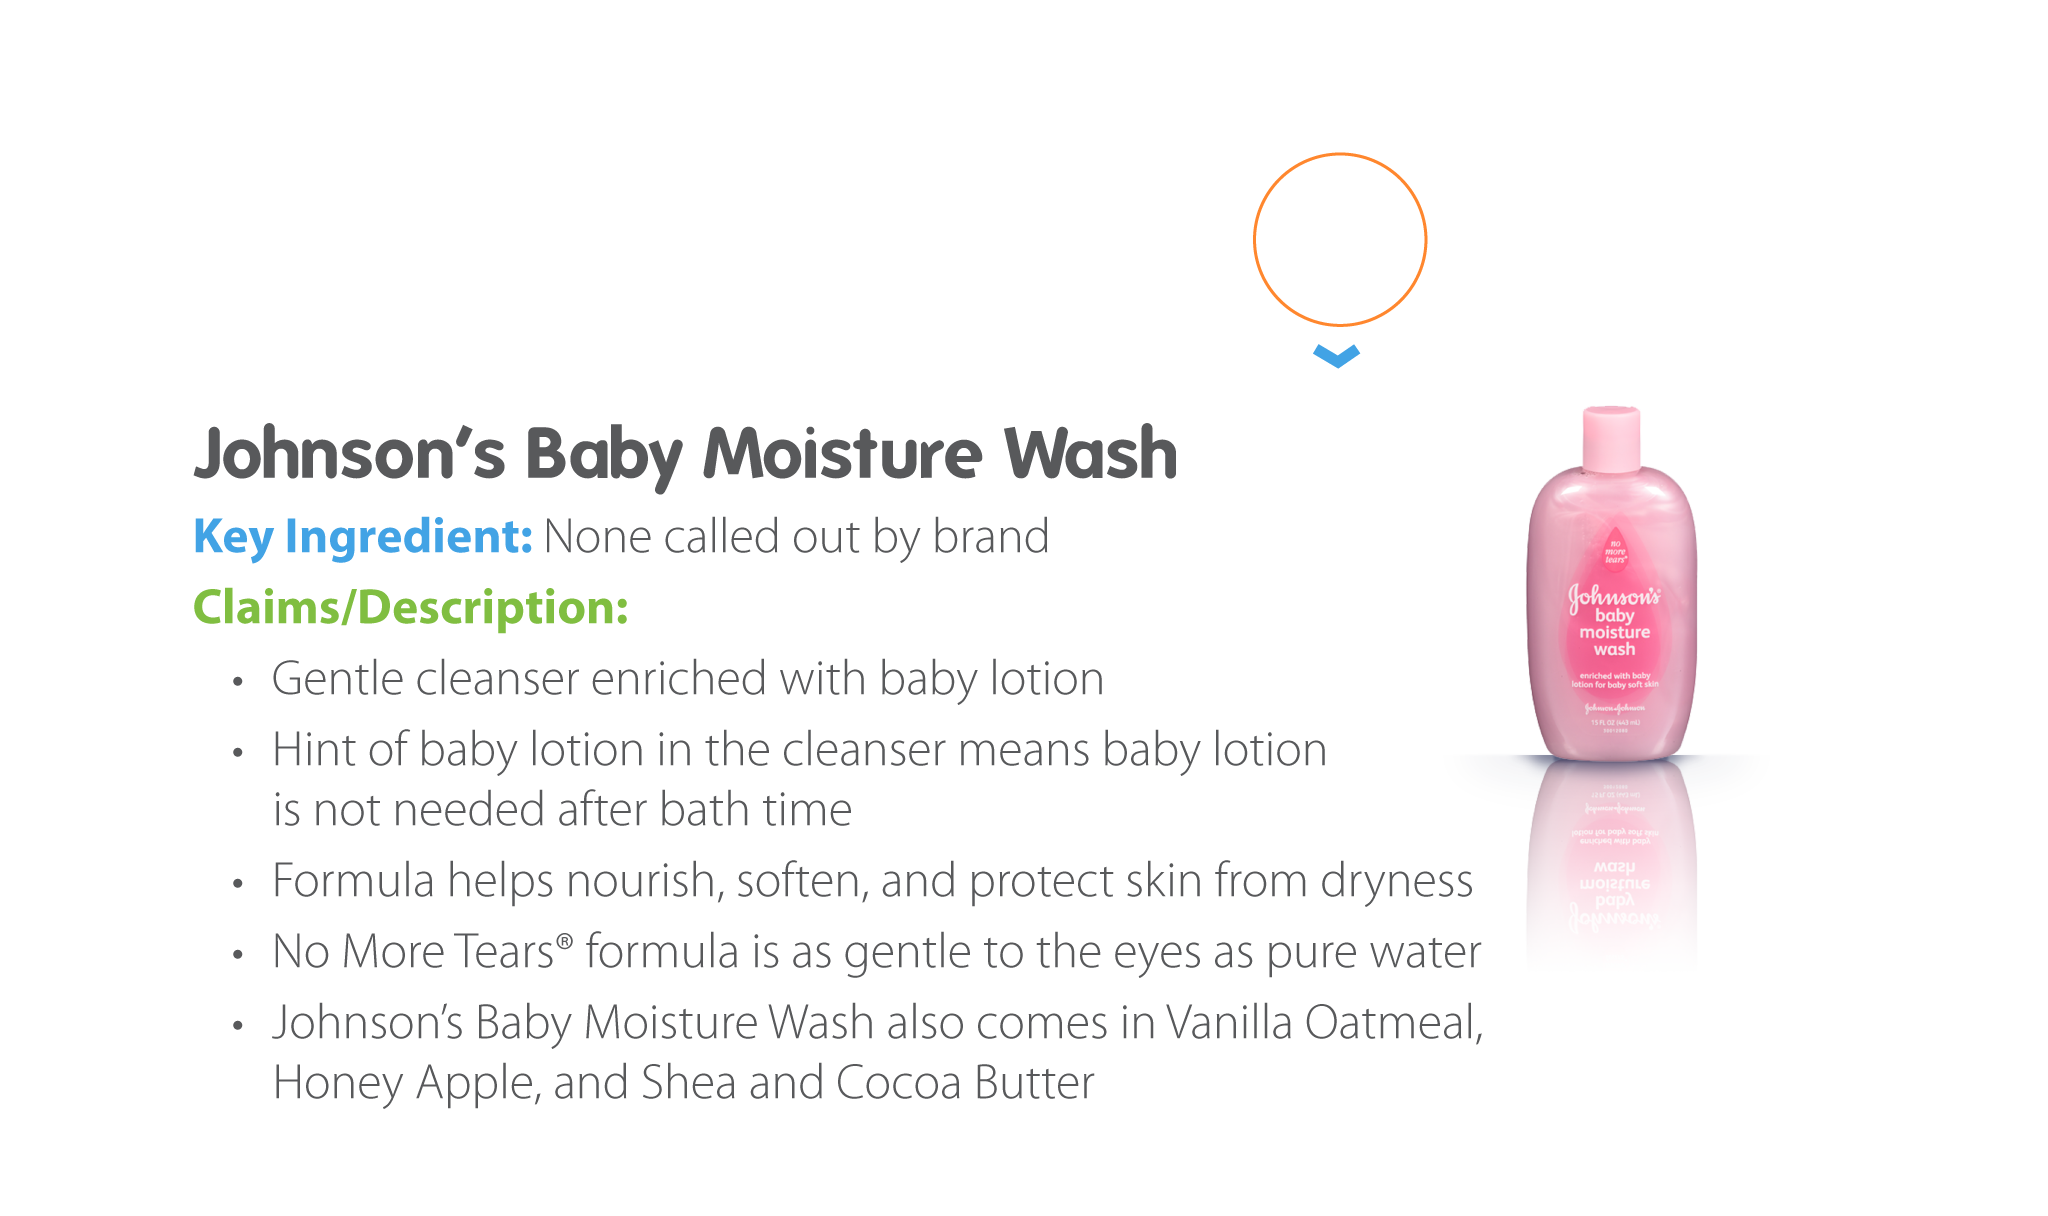 Johnson's Baby Moisture Wash
Key Ingredient: None called out by brand
Claims/Description:
• Gentle cleanser enriched with baby lotion
• Hint of baby lotion in the cleanser means baby lotion
is not needed after bath time
• Formula helps nourish, soften, and protect skin from dryness
• No More Tears® formula is as gentle to the eyes as pure water
• Johnson's Baby Moisture Wash also comes in Vanilla Oatmeal,
Honey Apple, and Shea and Cocoa Butter
no
more
tears®
Johnson's®
baby
moisture
wash
enriched with baby
lotion for baby soft skin
Johnson & Johnson
15 FL OZ (443 mL)